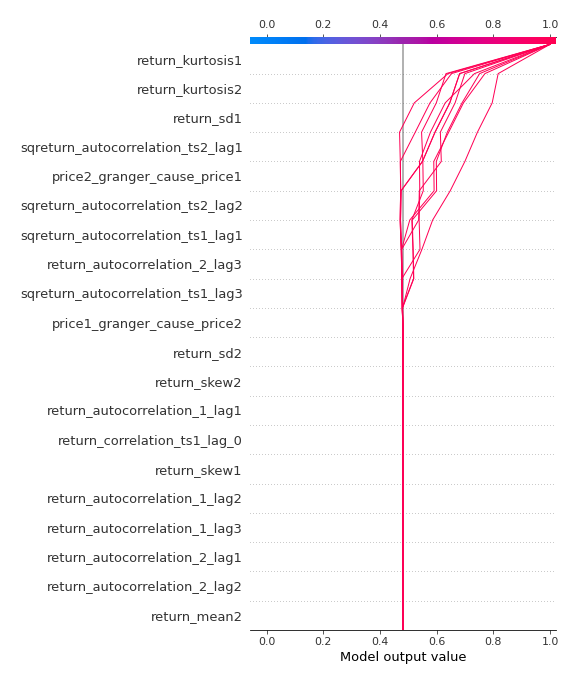 0.0 0.2 0.4 0.6 0.8 1.0
return_kurtosis1
return_kurtosis2
return_sd1
sqreturn_autocorrelation_ts2_lag1
price2_granger_cause_price1
sqreturn_autocorrelation_ts2_lag2
sqreturn_autocorrelation_ts1_lag1
return_autocorrelation_2_lag3
sqreturn_autocorrelation_ts1_lag3
price1_granger_cause_price2
return_sd2
return_skew2
return_autocorrelation_1_lag1
return_correlation_ts1_lag_0
return_skew1
return_autocorrelation_1_lag2
return_autocorrelation_1_lag3
return_autocorrelation_2_lag1
return_autocorrelation_2_lag2
return_mean2
0.0 0.2 0.4 0.6 0.8 1.0
Model output value